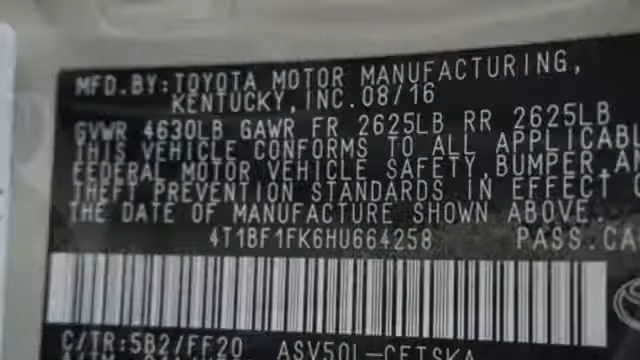 MFD.BY:TOYOTA MOTOR MANUFACTURING,
KENTUCKY,INC.08/16
GVWR 4630LB GAWR FR 2625LB RR 2625LB
THIS VEHICLE CONFORMS TO ALL APPLICABL
FEDERAL MOTOR VEHICLE SAFETY,BUMPER,AN
THEFT PREVENTION STANDARDS IN EFFECT O
THE DATE OF MANUFACTURE SHOWN ABOVE.
4T1BF1FK6HU664258 PASS.CA
C/TR:5B2/FF20 ASV50L-CETSKA